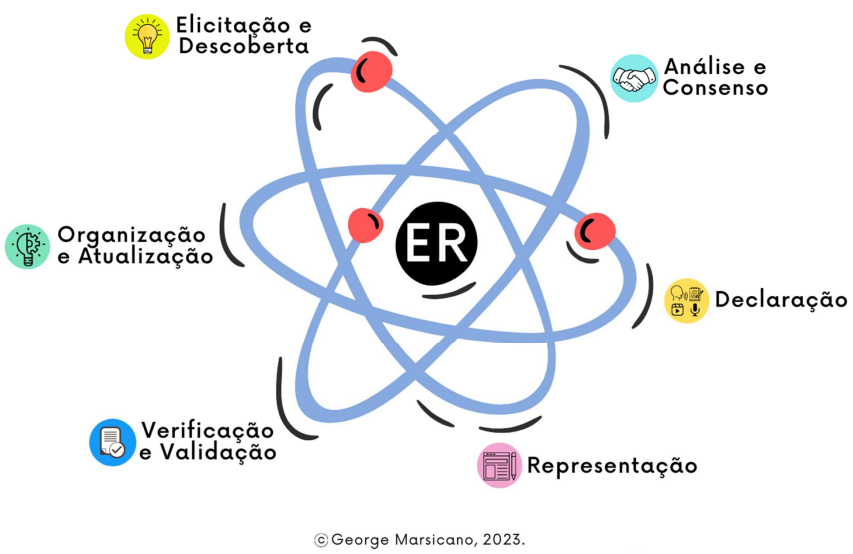 Elicitação e
Descoberta
Análise e
Consenso
Organização
e Atualização
ER
Declaração
Verificação
e Validação
Representação
©George Marsicano, 2023.